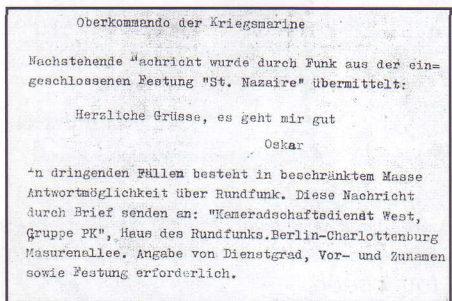 Oberkommando der Kriegsmarine
Nachstehende Nachricht wurde durch Funk aus der ein=
geschlossenen Festung "St. Nazaire" übermittelt:
Herzliche Grüsse, es geht mir gut
Oskar
In dringenden Fällen besteht in beschränktem Masse
Antwortmöglichkeit über Rundfunk. Diese Nachricht
durch Brief senden an: "Kameradschaftsdienst West,
Gruppe PK", Haus des Rundfunks.Berlin-Charlottenburg
Masurenallee. Angabe von Dienstgrad, Vor- und Zunamen
sowie Festung erforderlich.